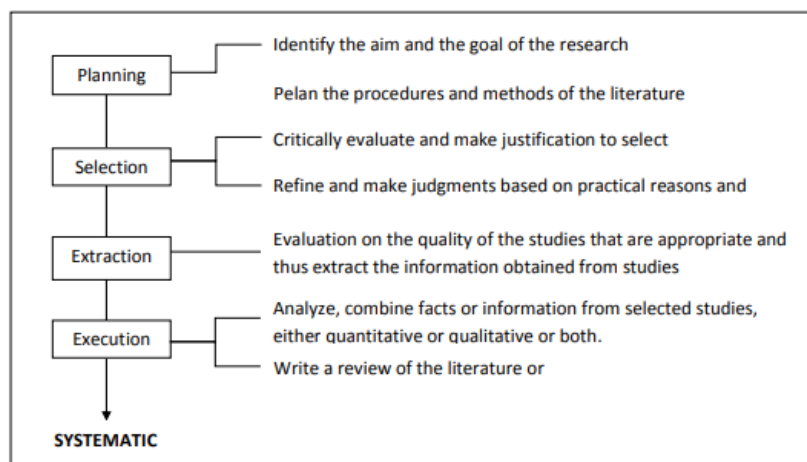 Identify the aim and the goal of the research
Planning
Pelan the procedures and methods of the literature
Critically evaluate and make justification to select
Selection
Refine and make judgments based on practical reasons and
Evaluation on the quality of the studies that are appropriate and
Extraction
thus extract the information obtained from studies
Analyze, combine facts or information from selected studies,
Execution
either quantitative or qualitative or both.
Write a review of the literature or
SYSTEMATIC